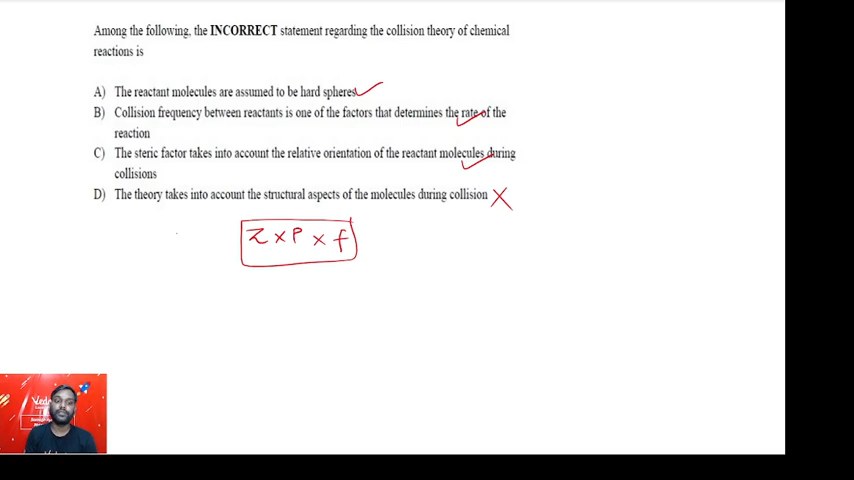 Among the following, the INCORRECT statement regarding the collision theory of chemical
reactions is
A) The reactant molecules are assumed to be hard spheres
B) Collision frequency between reactants is one of the factors that determines the rate of the
reaction
C) The steric factor takes into account the relative orientation of the reactant molecules during
collisions
D) The theory takes into account the structural aspects of the molecules during collision
Z × P × f